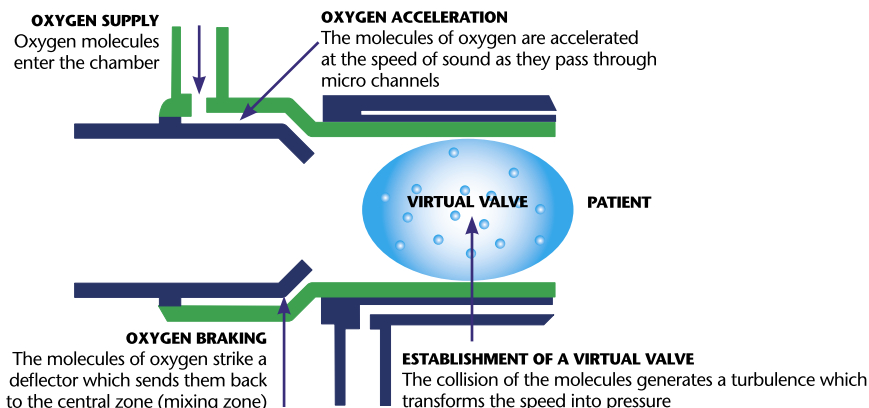 OXYGEN SUPPLY
Oxygen molecules
enter the chamber
OXYGEN ACCELERATION
The molecules of oxygen are accelerated
at the speed of sound as they pass through
micro channels
VIRTUAL VALVE
PATIENT
OXYGEN BRAKING
The molecules of oxygen strike a
deflector which sends them back
to the central zone (mixing zone)
ESTABLISHMENT OF A VIRTUAL VALVE
The collision of the molecules generates a turbulence which
transforms the speed into pressure